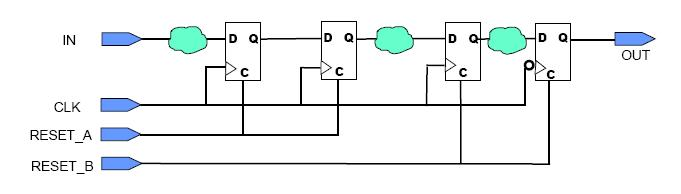 IN
D Q
C
D Q
C
D Q
C
D Q
C
OUT
CLK
RESET_A
RESET_B